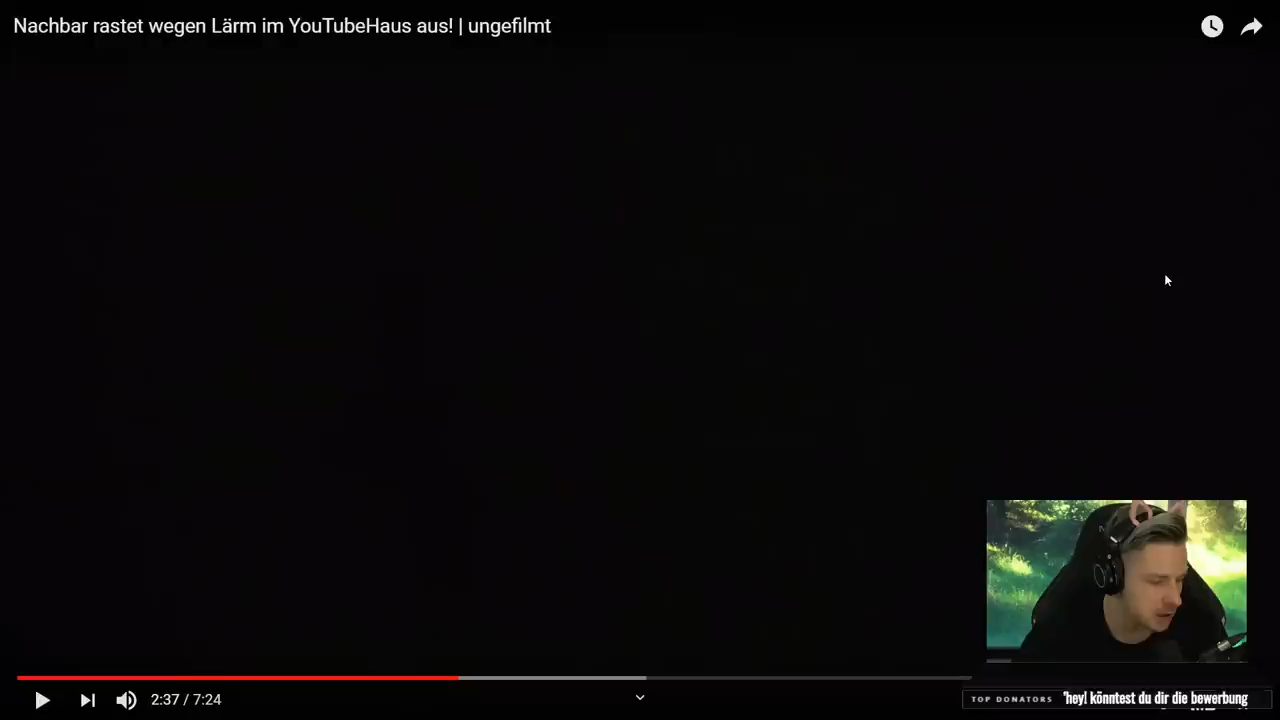 Nachbar rastet wegen Lärm im YouTubeHaus aus! | ungefilmt
2:37 / 7:24
TOP DONATORS "hey! könntest du dir die bewerbung